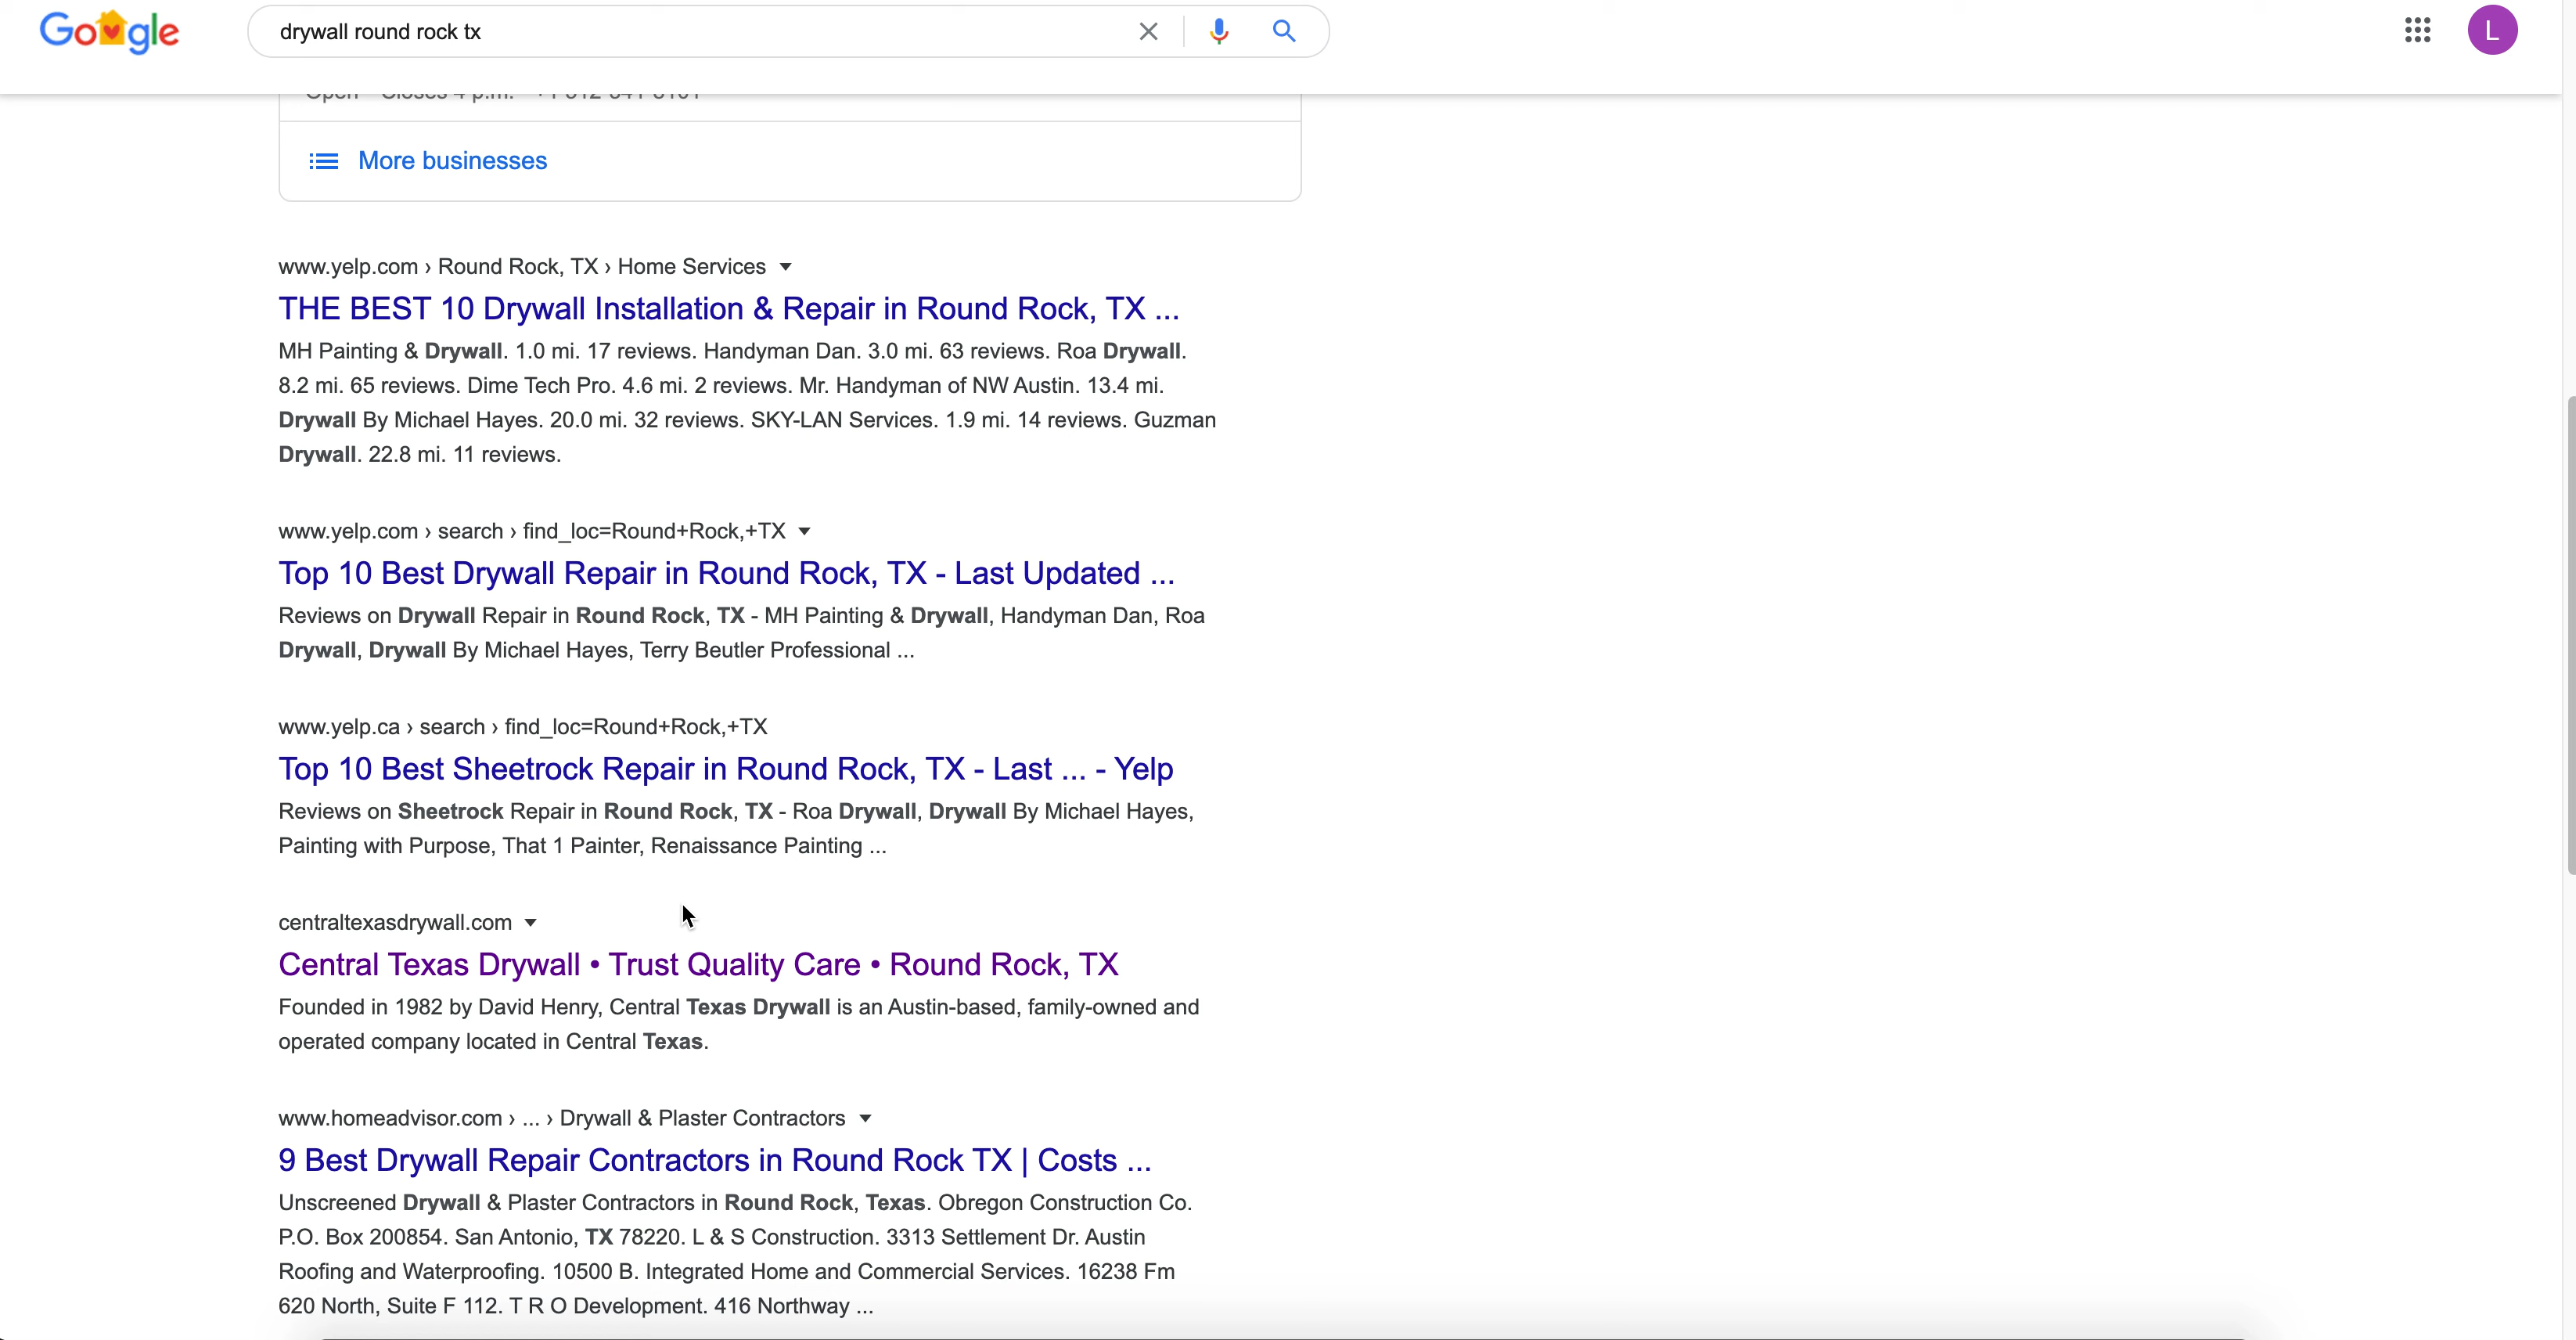 Google
drywall round rock tx
L
More businesses
www.yelp.com › Round Rock, TX › Home Services
THE BEST 10 Drywall Installation & Repair in Round Rock, TX ...
MH Painting & Drywall. 1.0 mi. 17 reviews. Handyman Dan. 3.0 mi. 63 reviews. Roa Drywall.
8.2 mi. 65 reviews. Dime Tech Pro. 4.6 mi. 2 reviews. Mr. Handyman of NW Austin. 13.4 mi.
Drywall By Michael Hayes. 20.0 mi. 32 reviews. SKY-LAN Services. 1.9 mi. 14 reviews. Guzman
Drywall. 22.8 mi. 11 reviews.
www.yelp.com › search › find_loc=Round+Rock,+TX
Top 10 Best Drywall Repair in Round Rock, TX - Last Updated ...
Reviews on Drywall Repair in Round Rock, TX - MH Painting & Drywall, Handyman Dan, Roa
Drywall, Drywall By Michael Hayes, Terry Beutler Professional ...
www.yelp.ca › search › find_loc=Round+Rock,+TX
Top 10 Best Sheetrock Repair in Round Rock, TX - Last ... - Yelp
Reviews on Sheetrock Repair in Round Rock, TX - Roa Drywall, Drywall By Michael Hayes,
Painting with Purpose, That 1 Painter, Renaissance Painting ...
centraltexasdrywall.com
Central Texas Drywall • Trust Quality Care • Round Rock, TX
Founded in 1982 by David Henry, Central Texas Drywall is an Austin-based, family-owned and
operated company located in Central Texas.
www.homeadvisor.com › ... › Drywall & Plaster Contractors
9 Best Drywall Repair Contractors in Round Rock TX | Costs ...
Unscreened Drywall & Plaster Contractors in Round Rock, Texas. Obregon Construction Co.
P.O. Box 200854. San Antonio, TX 78220. L & S Construction. 3313 Settlement Dr. Austin
Roofing and Waterproofing. 10500 B. Integrated Home and Commercial Services. 16238 Fm
620 North, Suite F 112. T R O Development. 416 Northway ...